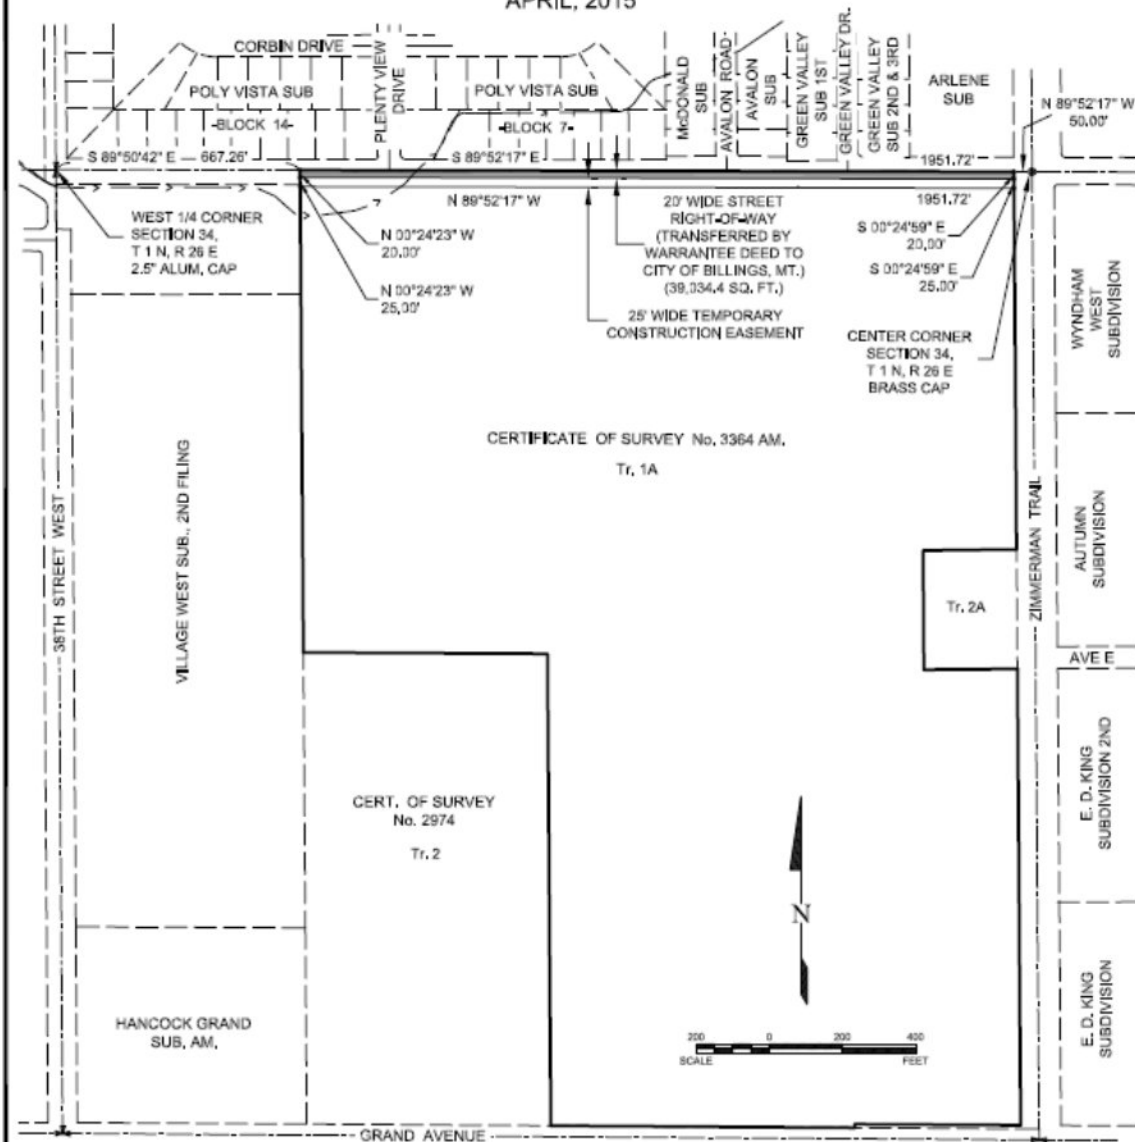 APRIL, 2015
CORBIN DRIVE
POLY VISTA SUB
-BLOCK 14-
PLENTY VIEW
DRIVE
POLY VISTA SUB
-BLOCK 7-
McDONALD
SUB
AVALON ROAD
AVALON
SUB
GREEN VALLEY
SUB 1ST
GREEN VALLEY DR.
GREEN VALLEY
SUB 2ND & 3RD
ARLENE
SUB
N 89°52'17" W
50.00'
S 89°50'42" E 667.26'
S 89°52'17" E
1951.72'
N 89°52'17" W
1951.72'
WEST 1/4 CORNER
SECTION 34,
T 1 N, R 26 E
2.5" ALUM. CAP
N 00°24'23" W
20.00'
N 00°24'23" W
25.00'
20' WIDE STREET
RIGHT-OF-WAY
(TRANSFERRED BY
WARRANTEE DEED TO
CITY OF BILLINGS, MT.)
(39,034.4 SQ. FT.)
25' WIDE TEMPORARY
CONSTRUCTION EASEMENT
S 00°24'59" E
20.00'
S 00°24'59" E
25.00'
CENTER CORNER
SECTION 34,
T 1 N, R 26 E
BRASS CAP
WYNDHAM
WEST
SUBDIVISION
CERTIFICATE OF SURVEY No. 3364 AM.
Tr. 1A
38TH STREET WEST
VILLAGE WEST SUB., 2ND FILING
ZIMMERMAN TRAIL
AUTUMN
SUBDIVISION
Tr. 2A
AVE E
E. D. KING
SUBDIVISION 2ND
CERT. OF SURVEY
No. 2974
Tr. 2
N
HANCOCK GRAND
SUB. AM.
E. D. KING
SUBDIVISION
200 0 200 400
SCALE FEET
GRAND AVENUE